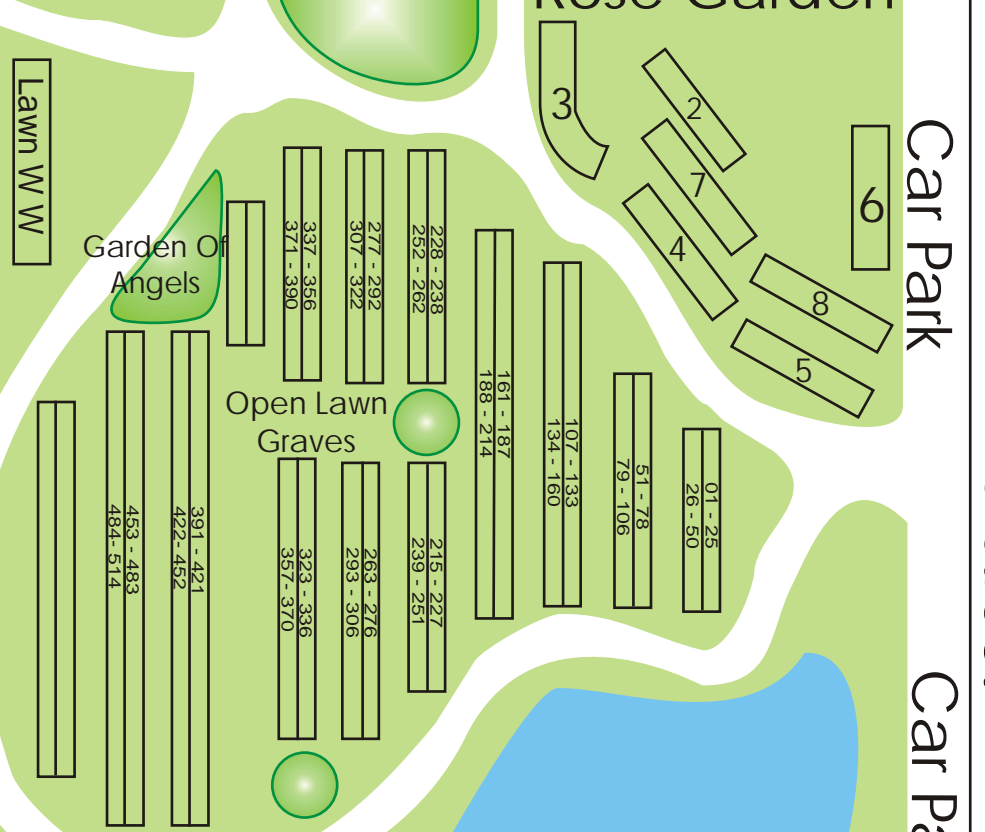 Rose Garden
3
2
7
4
6
8
5
Car Park
Lawn W W
Garden Of
Angels
337 - 356
371 - 390
277 - 292
307 - 322
228 - 238
252 - 262
161 - 187
188 - 214
107 - 133
134 - 160
51 - 78
79 - 106
01 - 25
26 - 50
Open Lawn
Graves
453 - 483
484- 514
391 - 421
422- 452
323 - 336
357- 370
263 - 276
293 - 306
215 - 227
239 - 251
Car Pa